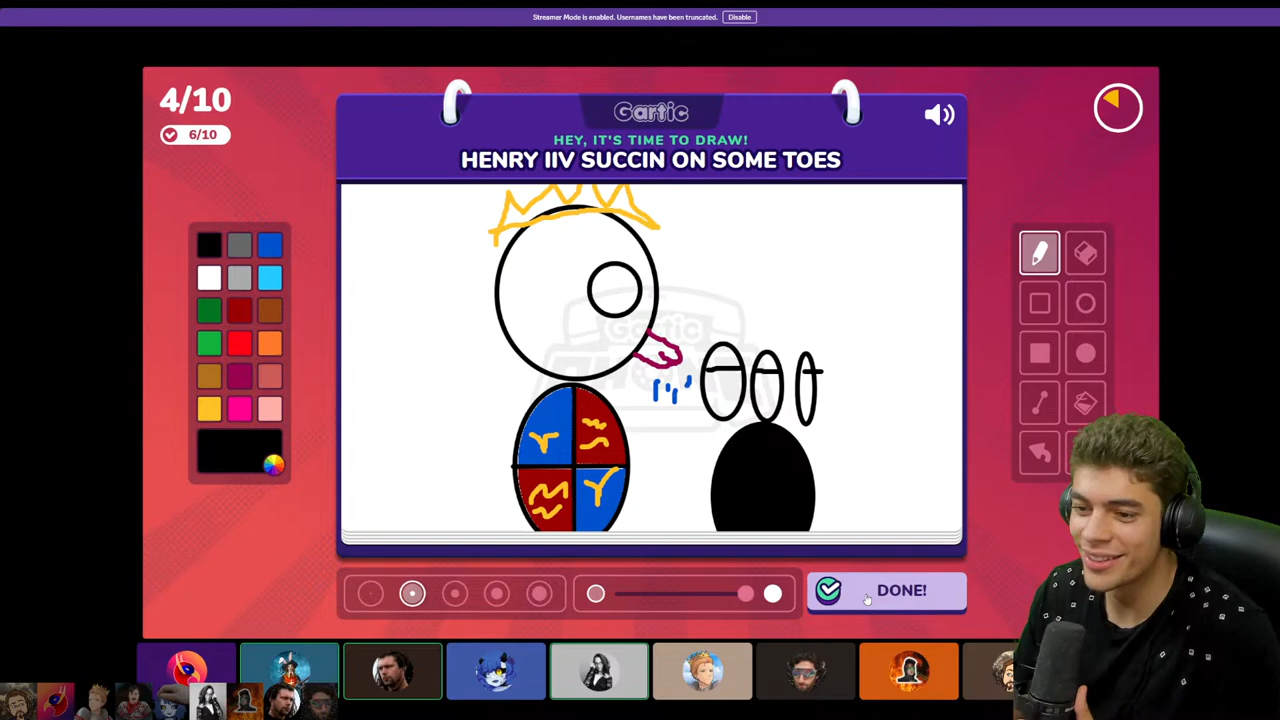 Streamer Mode is enabled. Usernames have been truncated. Disable
4/10
6/10
Gartic
HEY, IT'S TIME TO DRAW!
HENRY IIV SUCCIN ON SOME TOES
Gartic
DONE!